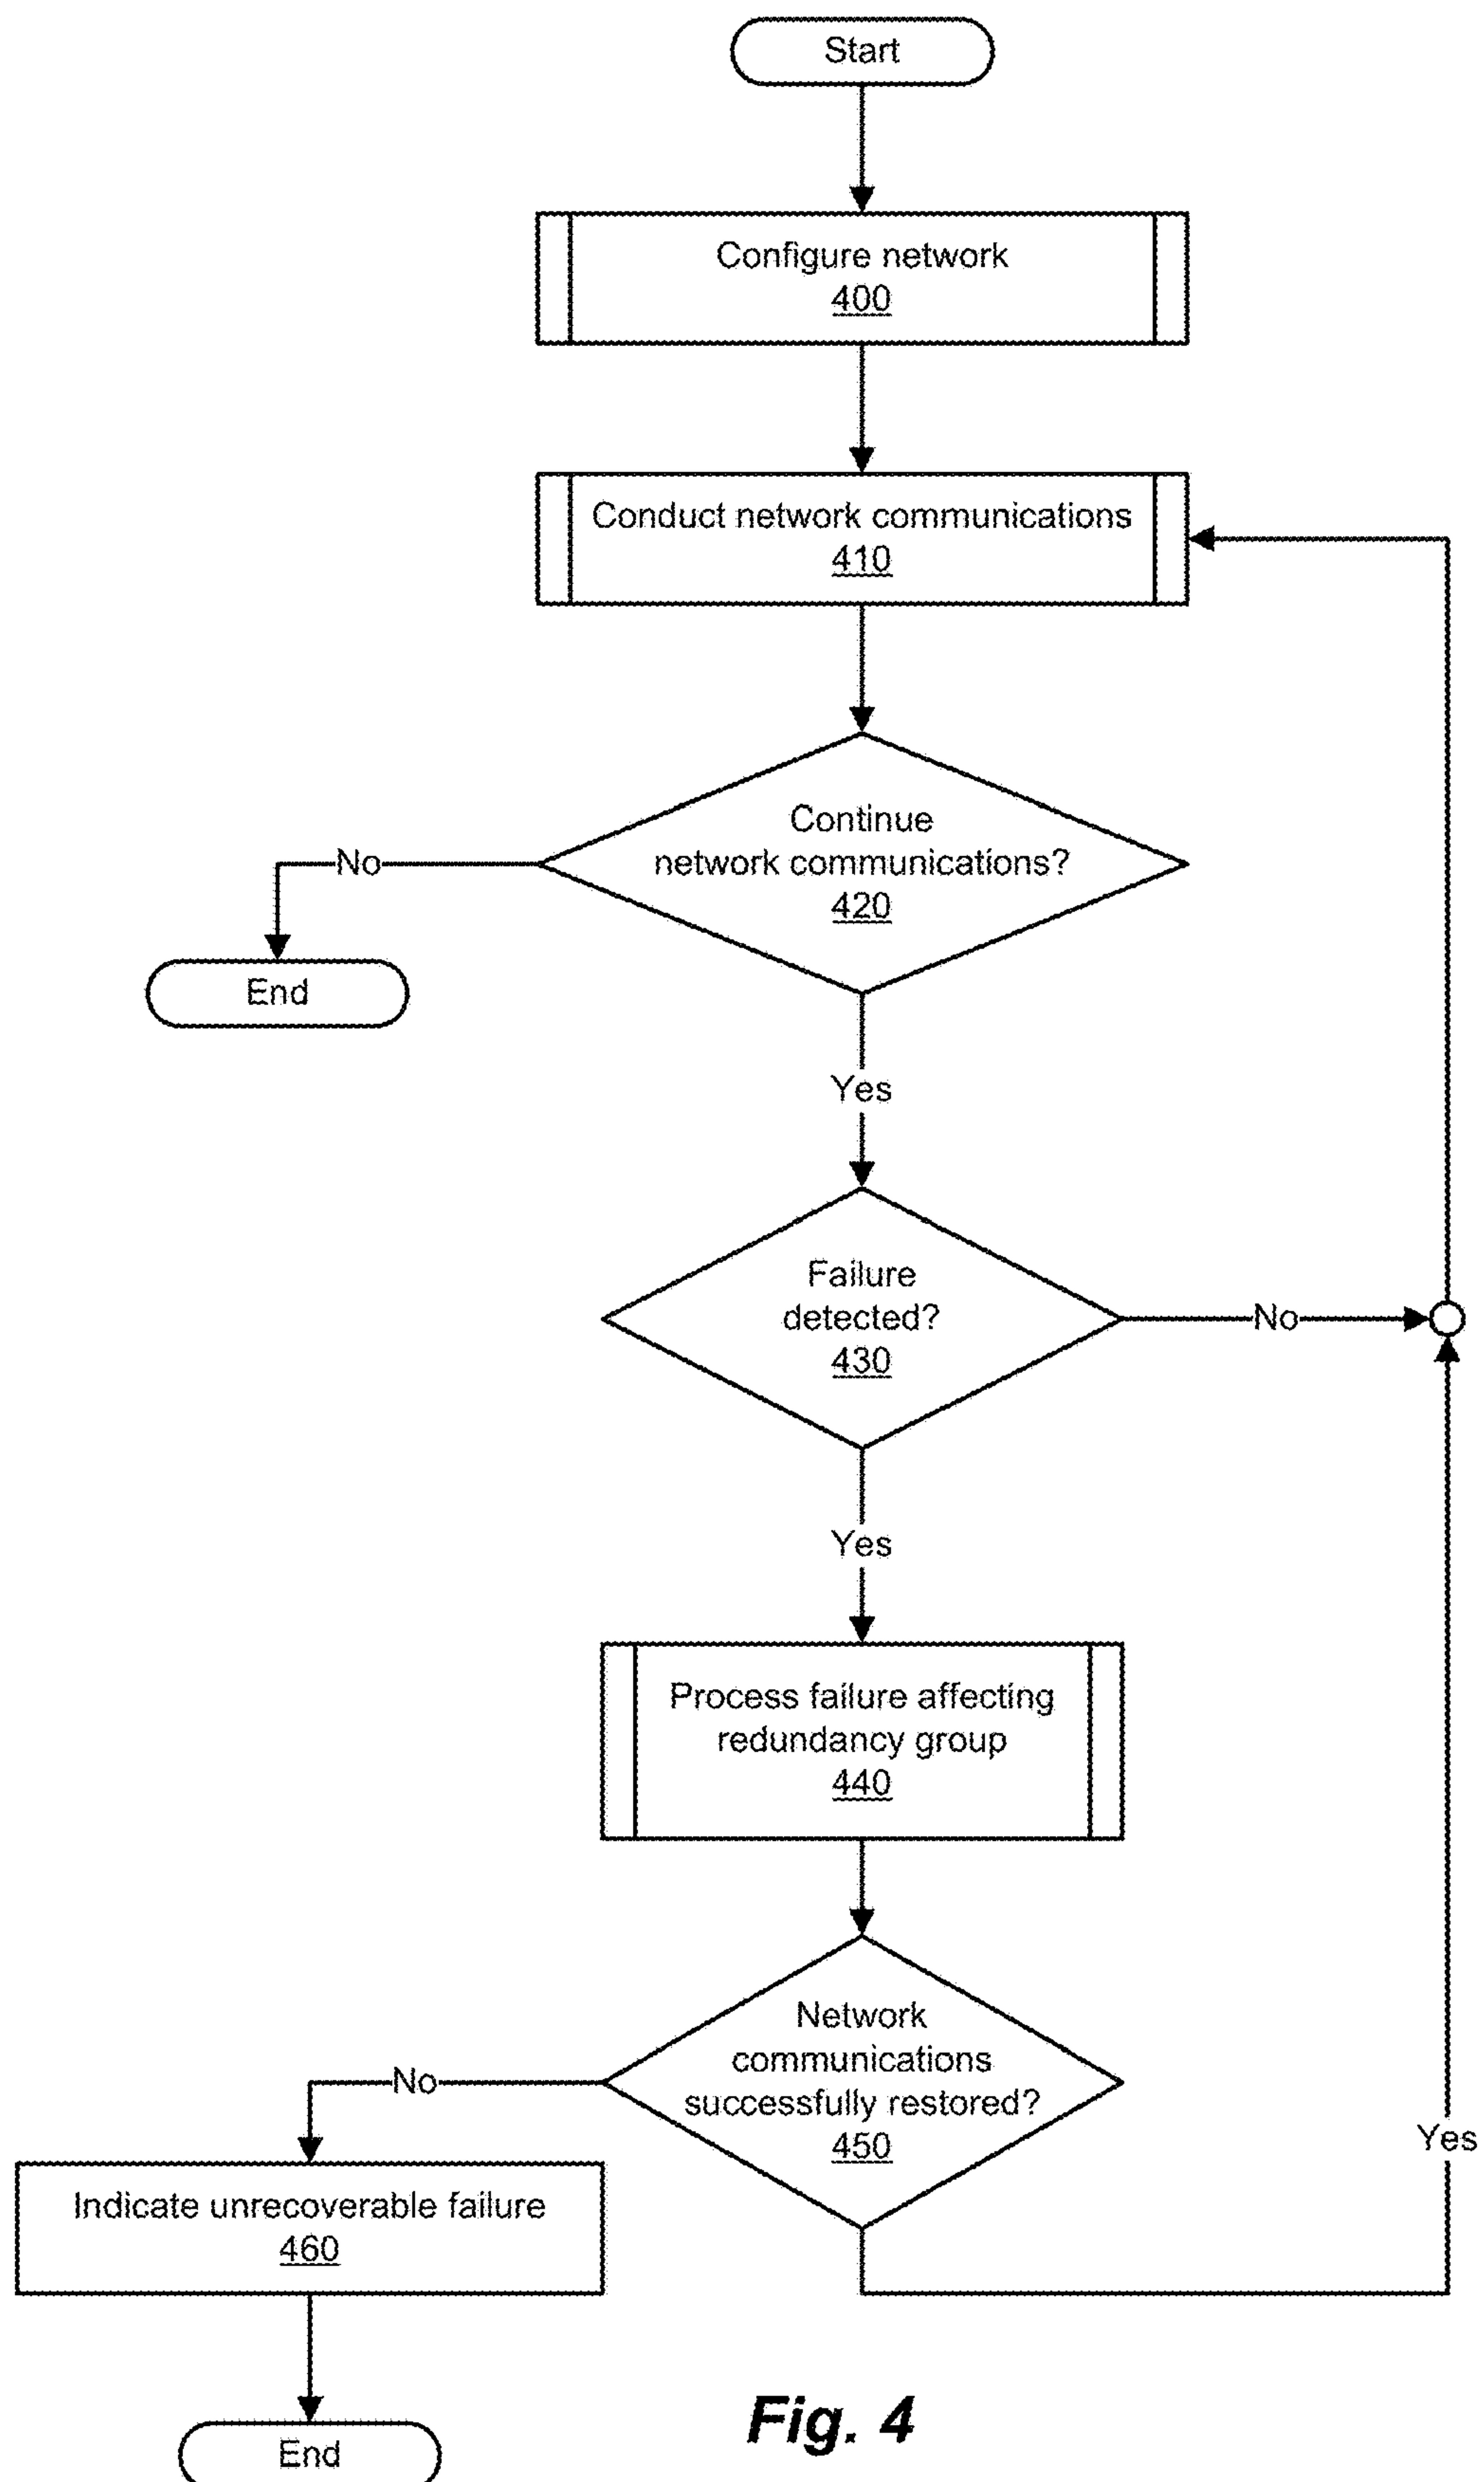 Start
Configure network
400
Conduct network communications
410
Continue
network communications?
420
No
End
Yes
Failure
detected?
430
No
Yes
Process failure affecting
redundancy group
440
Network
communications
successfully restored?
450
No
Yes
Indicate unrecoverable failure
460
End
Fig. 4